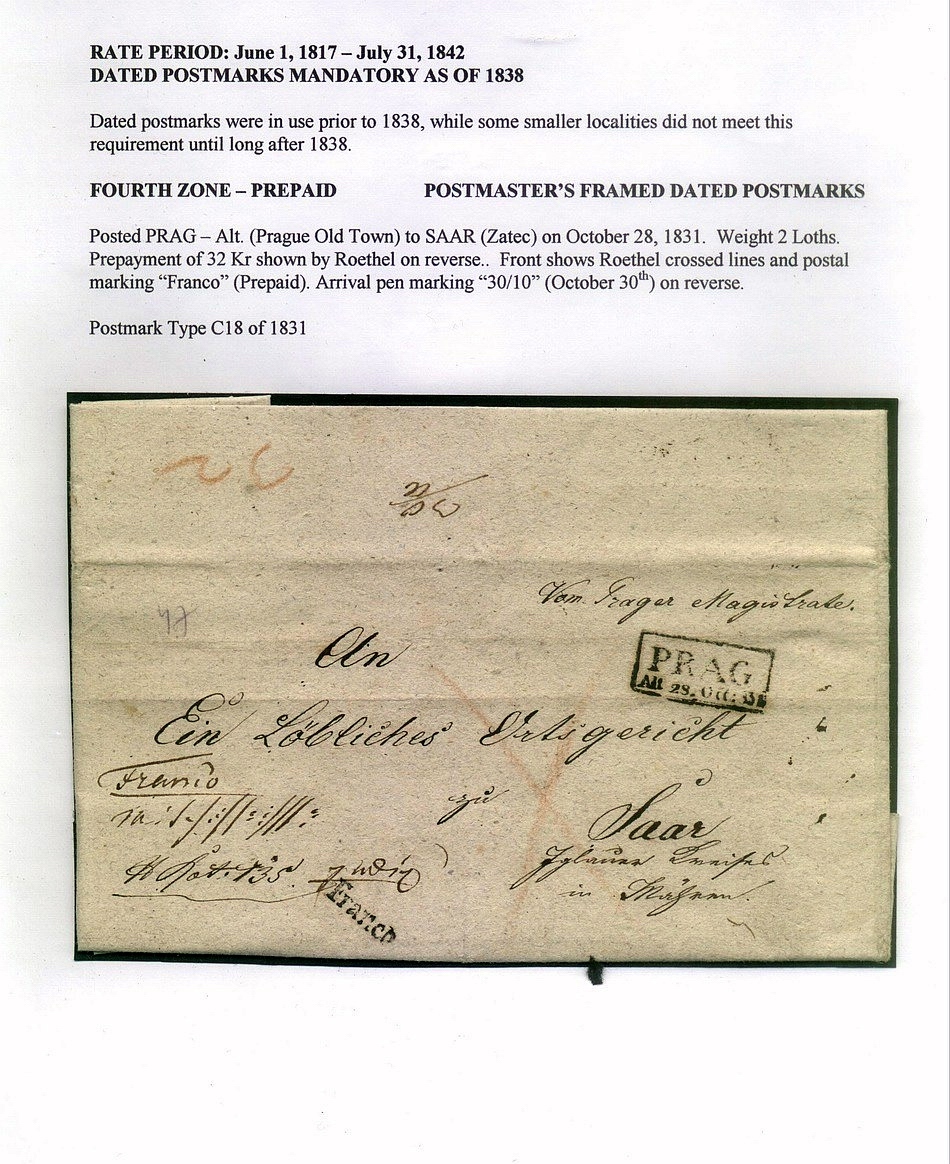 RATE PERIOD: June 1, 1817 – July 31, 1842
DATED POSTMARKS MANDATORY AS OF 1838
Dated postmarks were in use prior to 1838, while some smaller localities did not meet this
requirement until long after 1838.
FOURTH ZONE – PREPAID POSTMASTER'S FRAMED DATED POSTMARKS
Posted PRAG – Alt. (Prague Old Town) to SAAR (Zatec) on October 28, 1831. Weight 2 Loths.
Prepayment of 32 Kr shown by Roethel on reverse.. Front shows Roethel crossed lines and postal
marking “Franco” (Prepaid). Arrival pen marking “30/10” (October 30th) on reverse.
Postmark Type C18 of 1831
Vom Prager Magistrate.
An
PRAG
Alt 28. Oct:
Ein Löbliches Ortsgericht
Franco
zu
Saar
Iglauer Kreises
in Mähren.
Franco